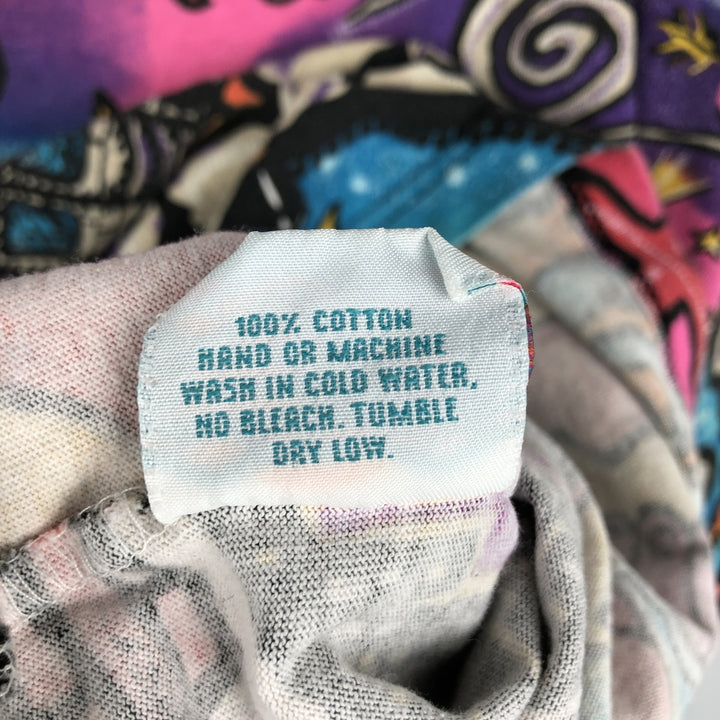 100% COTTON
HAND OR MACHINE
WASH IN COLD WATER,
NO BLEACH. TUMBLE
DRY LOW.